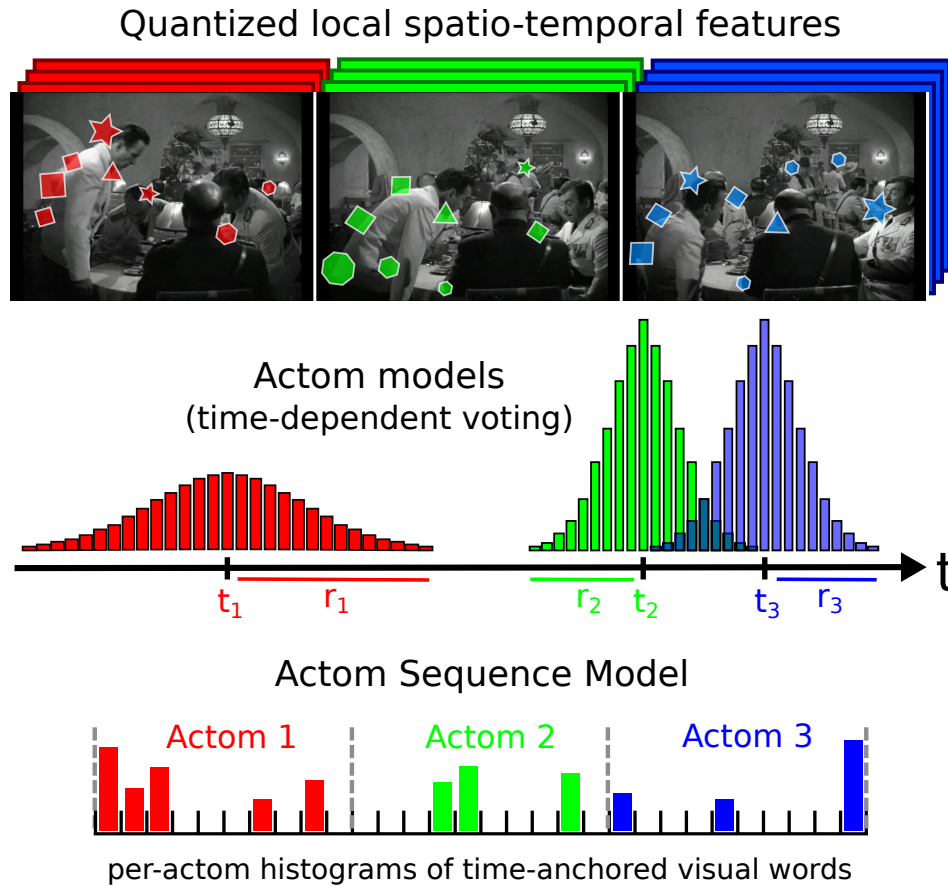 Quantized local spatio-temporal features
Actom models
(time-dependent voting)
t
t₁
r₁
r₂
t₂
t₃
r₃
Actom Sequence Model
Actom 1
Actom 2
Actom 3
per-actom histograms of time-anchored visual words